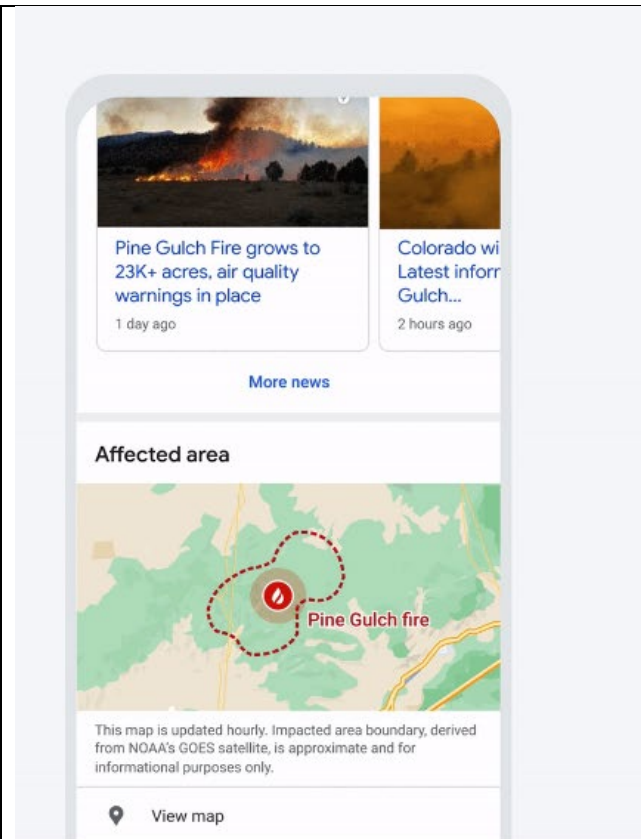 Pine Gulch Fire grows to
23K+ acres, air quality
warnings in place
1 day ago
Colorado
Latest
Gulch...
2 hours ago
More news
Affected area
Pine Gulch fire
This map is updated hourly. Impacted area boundary, derived
from NOAA's GOES satellite, is approximate and for
informational purposes only.
View map